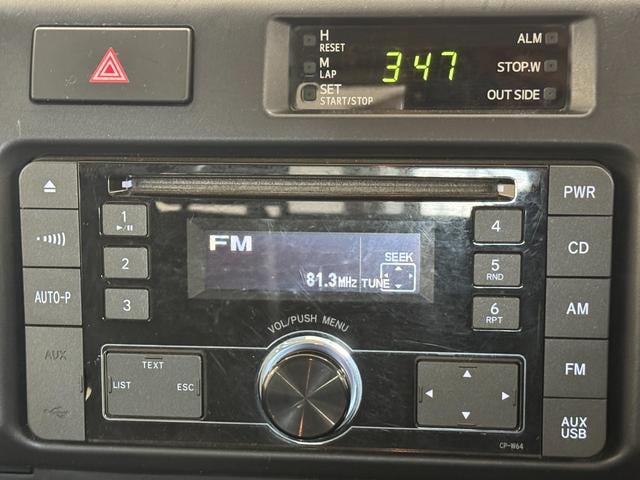 H
RESET
M
LAP
SET
START/STOP
347
ALM
STOP.W
OUT SIDE
1
2
3
AUTO-P
AUX
FM
81.3MHz TUNE
SEEK
4
5
RND
6
RPT
PWR
CD
AM
FM
AUX
USB
VOL/PUSH MENU
TEXT
LIST
ESC
CP-W64